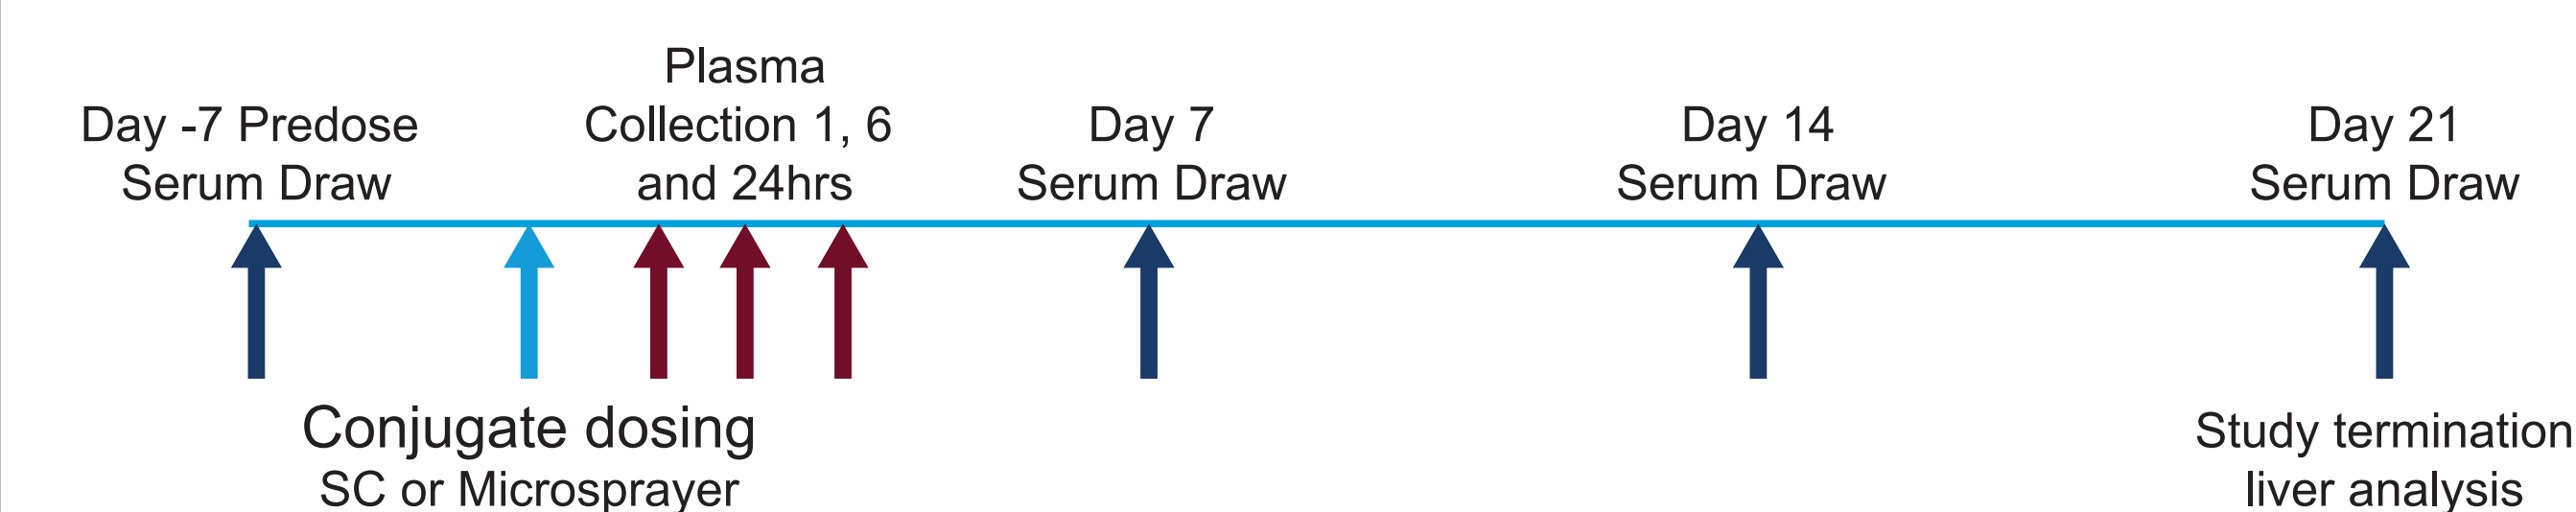 Day -7 Predose
Serum Draw
Plasma
Collection 1, 6
and 24hrs
Day 7
Serum Draw
Day 14
Serum Draw
Day 21
Serum Draw
Conjugate dosing
SC or Microsprayer
Study termination
liver analysis